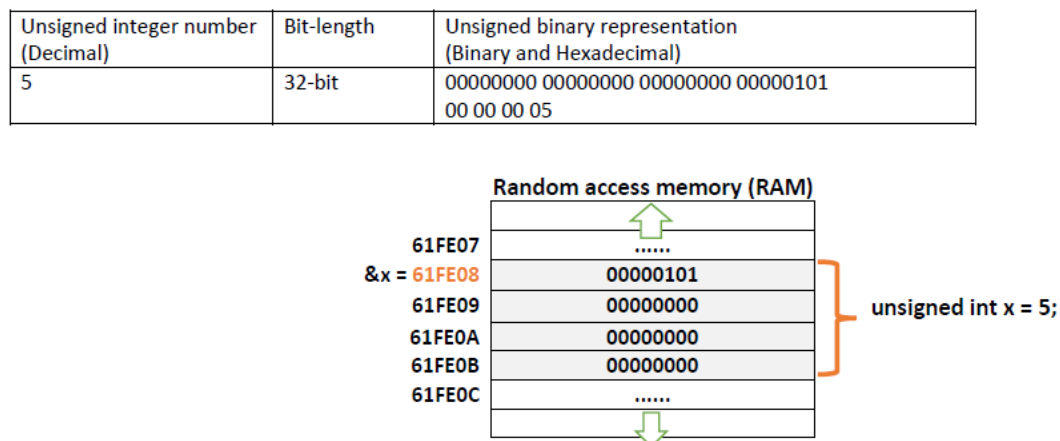 Unsigned integer number (Decimal)
Bit-length
Unsigned binary representation (Binary and Hexadecimal)
5
32-bit
00000000 00000000 00000000 00000101
00 00 00 05
Random access memory (RAM)
61FE07
......
&x = 61FE08
00000101
61FE09
00000000
61FE0A
00000000
61FE0B
00000000
61FE0C
......
unsigned int x = 5;